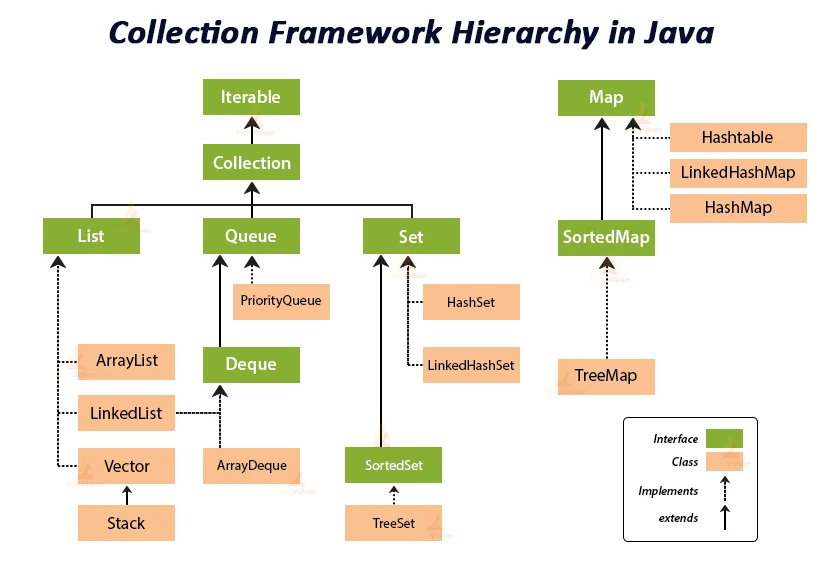 Collection Framework Hierarchy in Java
Iterable
Map
Collection
Hashtable
LinkedHashMap
HashMap
List
Queue
Set
SortedMap
PriorityQueue
HashSet
ArrayList
Deque
LinkedHashSet
TreeMap
LinkedList
Vector
ArrayDeque
SortedSet
Stack
TreeSet
Interface
Class
Implements
extends